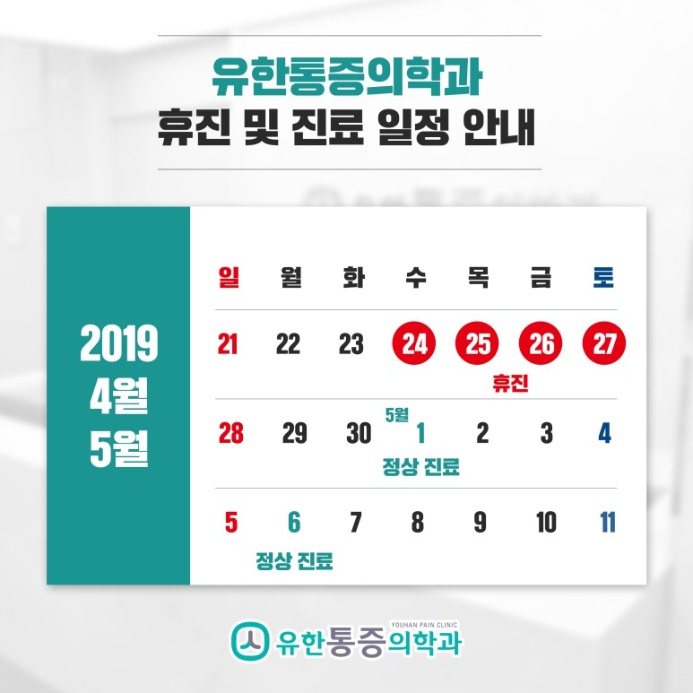 유한통증의학과
휴진 및 진료 일정 안내
2019
4월
5월
일 월 화 수 목 금 토
21 22 23 24 25 26 27
휴진
28 29 30 5월 1 2 3 4
정상 진료
5 6 7 8 9 10 11
정상 진료
YOUHAN PAIN CLINIC
유한통증의학과